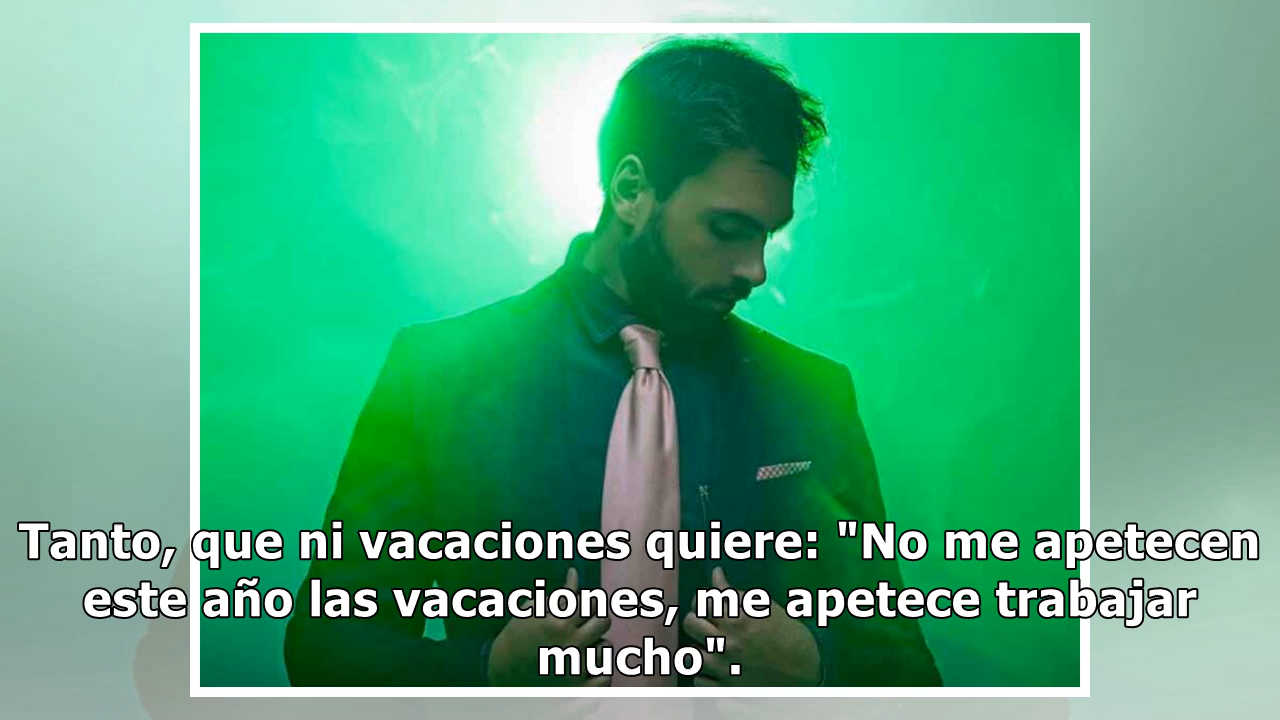 Tanto, que ni vacaciones quiere: "No me apetecen
este año las vacaciones, me apetece trabajar
mucho".